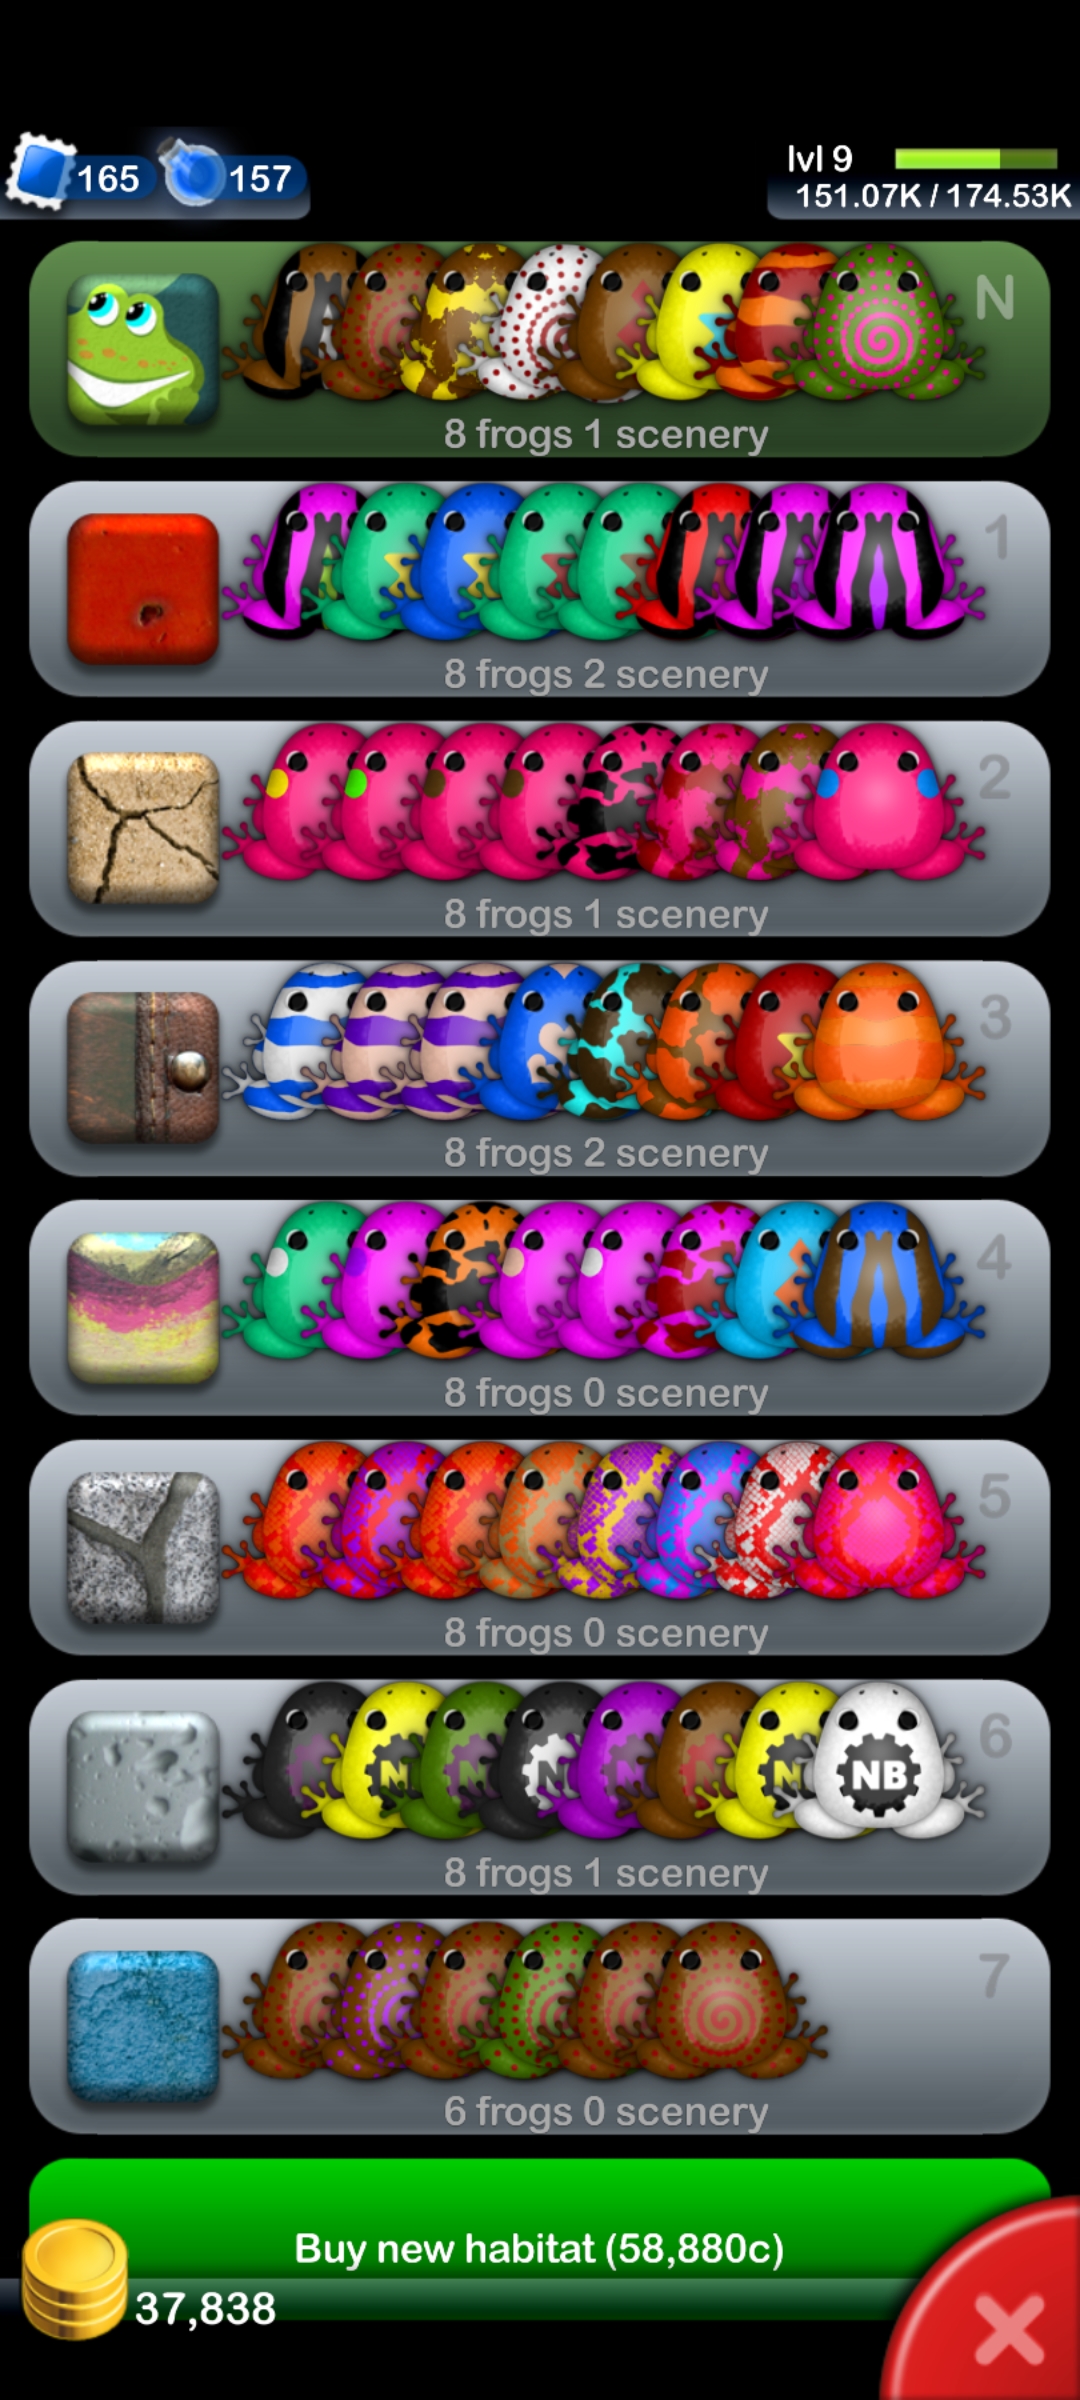 165 157
lvl 9
151.07K / 174.53K
N
8 frogs 1 scenery
1
8 frogs 2 scenery
2
8 frogs 1 scenery
3
8 frogs 2 scenery
4
8 frogs 0 scenery
5
8 frogs 0 scenery
6
N N N N NB
8 frogs 1 scenery
7
6 frogs 0 scenery
Buy new habitat (58,880c)
37,838